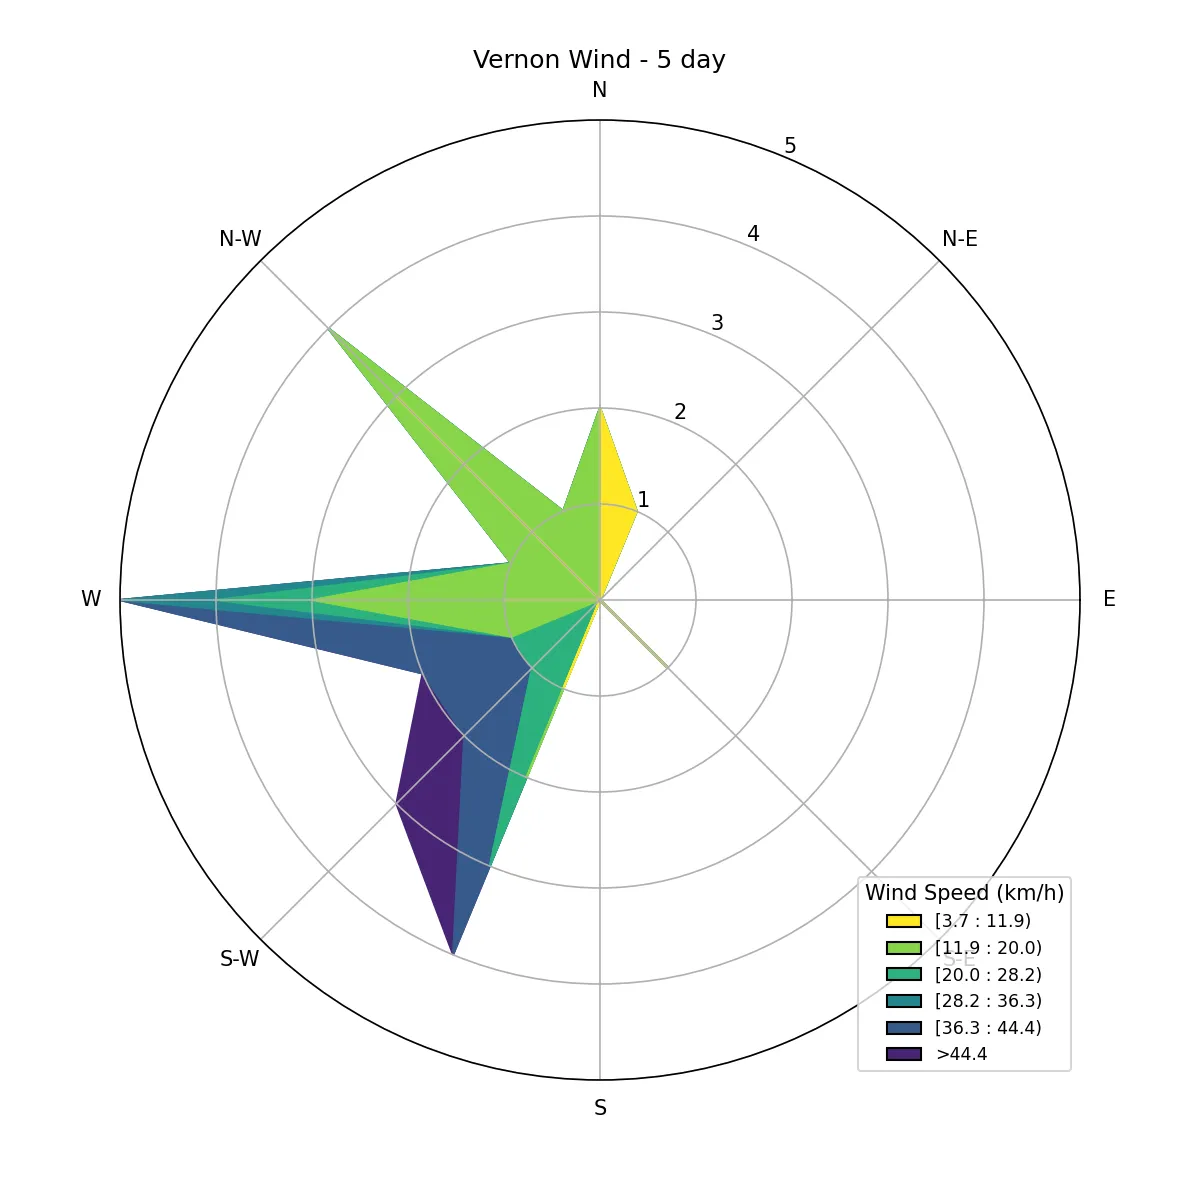 Vernon Wind - 5 day
N
5
N-W
N-E
4
3
2
1
W
E
Wind Speed (km/h)
[3.7 : 11.9)
[11.9 : 20.0)
[20.0 : 28.2)
[28.2 : 36.3)
[36.3 : 44.4)
>44.4
S-W
S-E
S